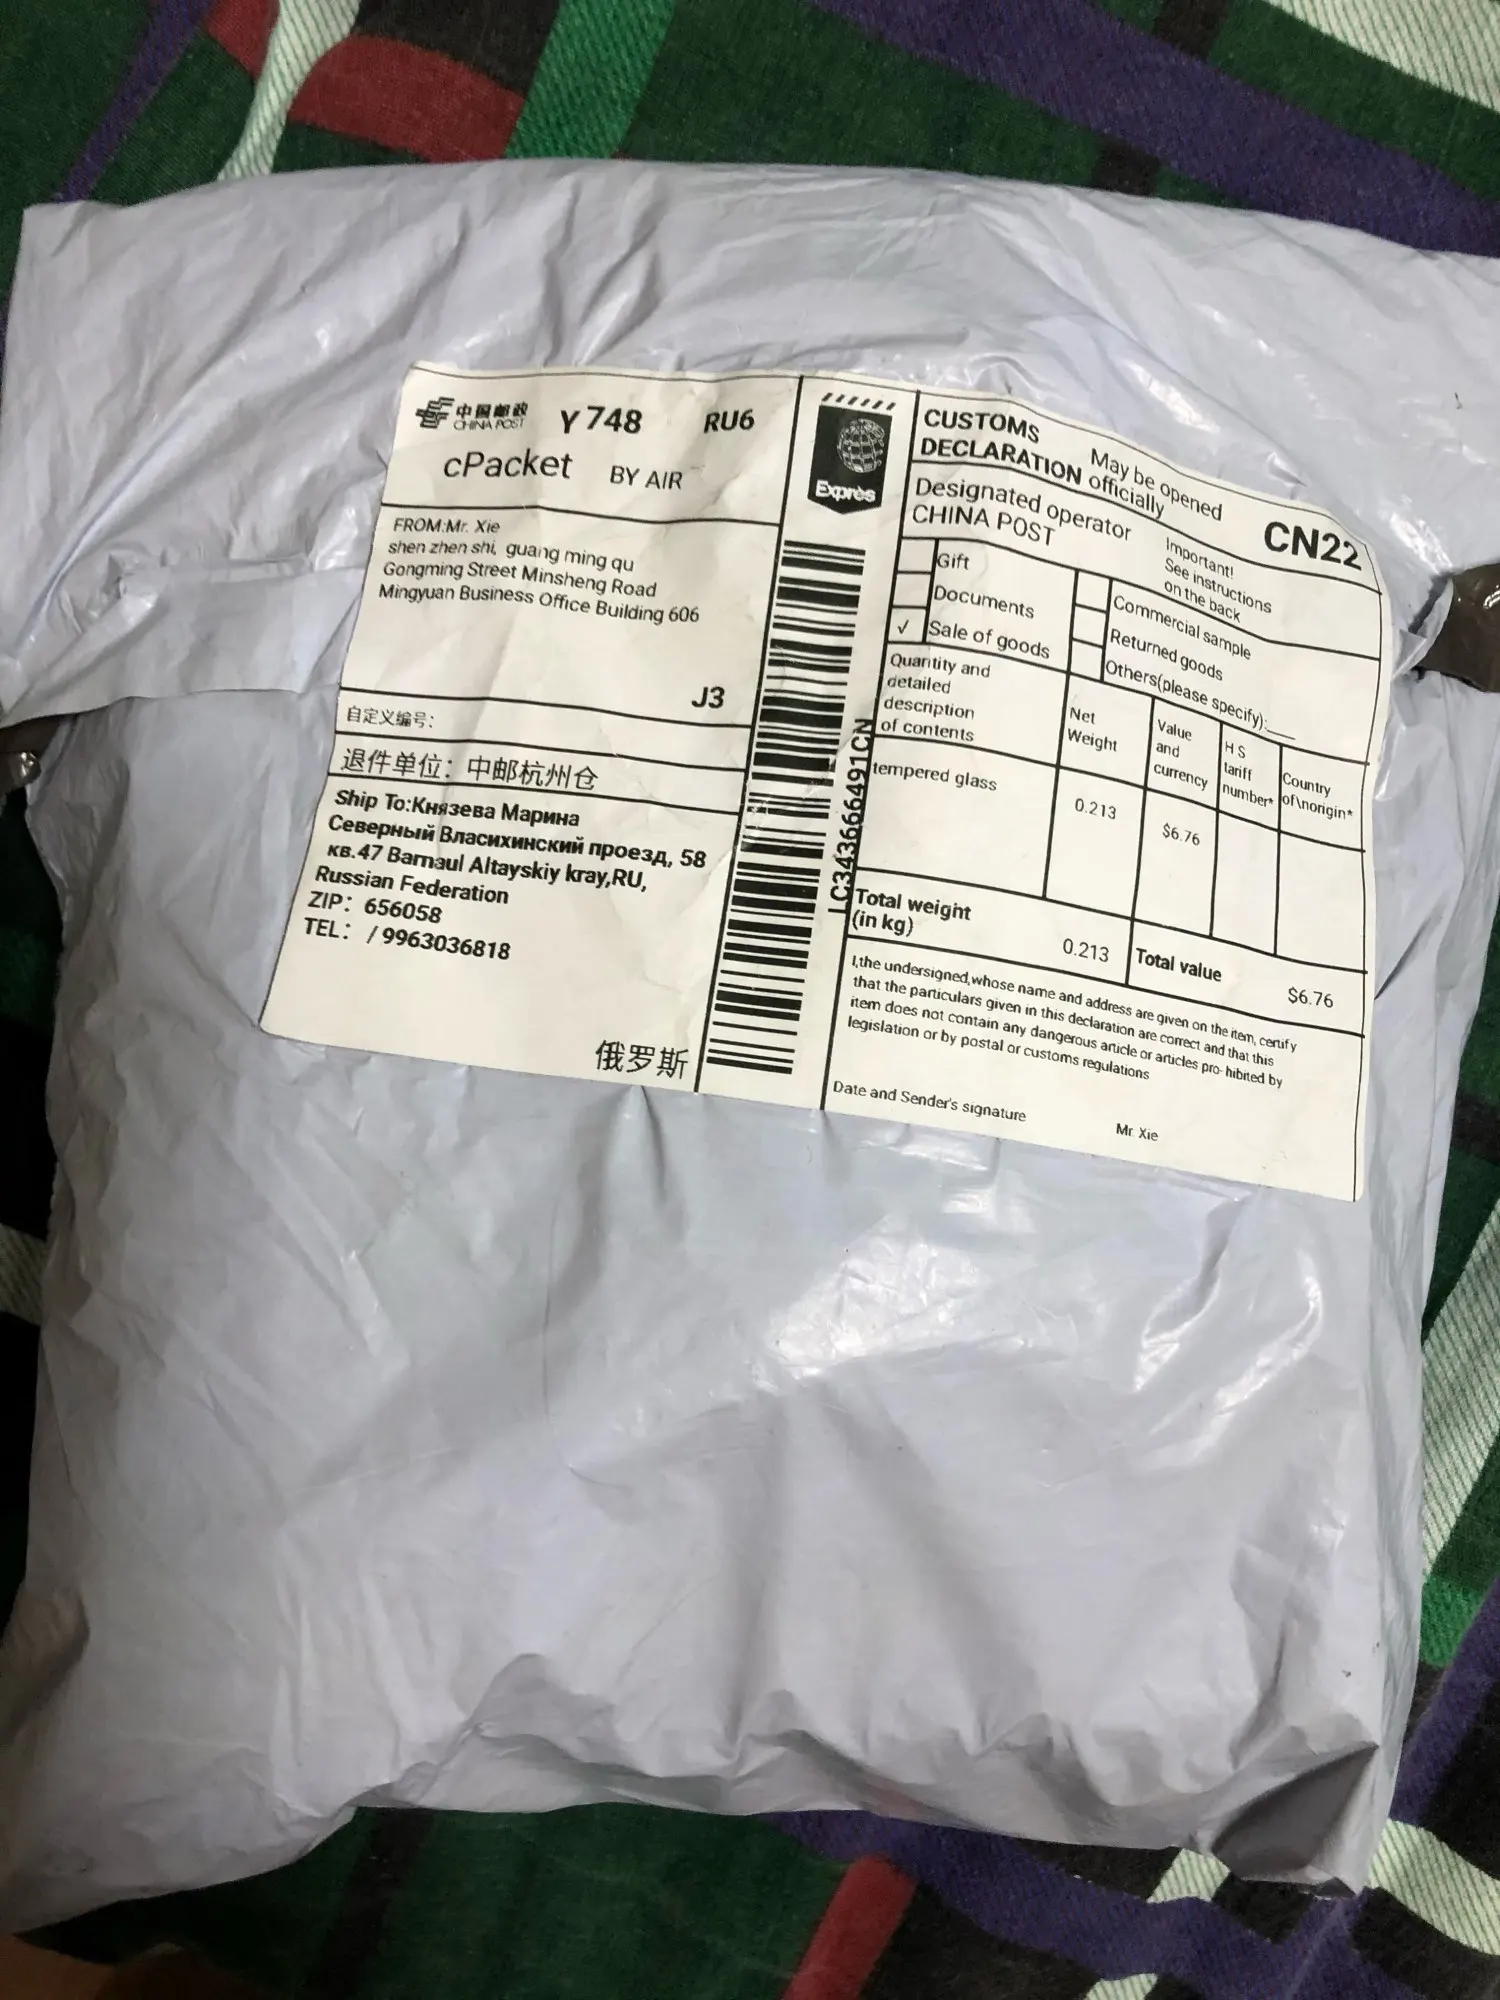 中国邮政
CHINA POST
Y 748
RU6
cPacket
BY AIR
FROM:Mr. Xie
shen zhen shi, guang ming qu
Gongming Street Minsheng Road
Mingyuan Business Office Building 606
J3
自定义编号:
退件单位: 中邮杭州仓
Ship To:Князева Марина
Северный Власихинский проезд, 58
кв.47 Barnaul Altayskiy kray,RU,
Russian Federation
ZIP: 656058
TEL: / 9963036818
俄罗斯
Exprès
LC343666491CN
CUSTOMS
DECLARATION
May be opened
officially
CN22
Designated operator
CHINA POST
Important!
See instructions
on the back
Gift
Documents
✓ Sale of goods
Commercial sample
Returned goods
Others(please specify):___
Quantity and
detailed
description
of contents
Net
Weight
Value
and
currency
H S
tariff
number*
Country
of\norigin*
tempered glass
0.213
$6.76
Total weight
(in kg)
0.213
Total value
$6.76
I,the undersigned,whose name and address are given on the item, certify
that the particulars given in this declaration are correct and that this
item does not contain any dangerous article or articles pro- hibited by
legislation or by postal or customs regulations
Date and Sender's signature
Mr. Xie